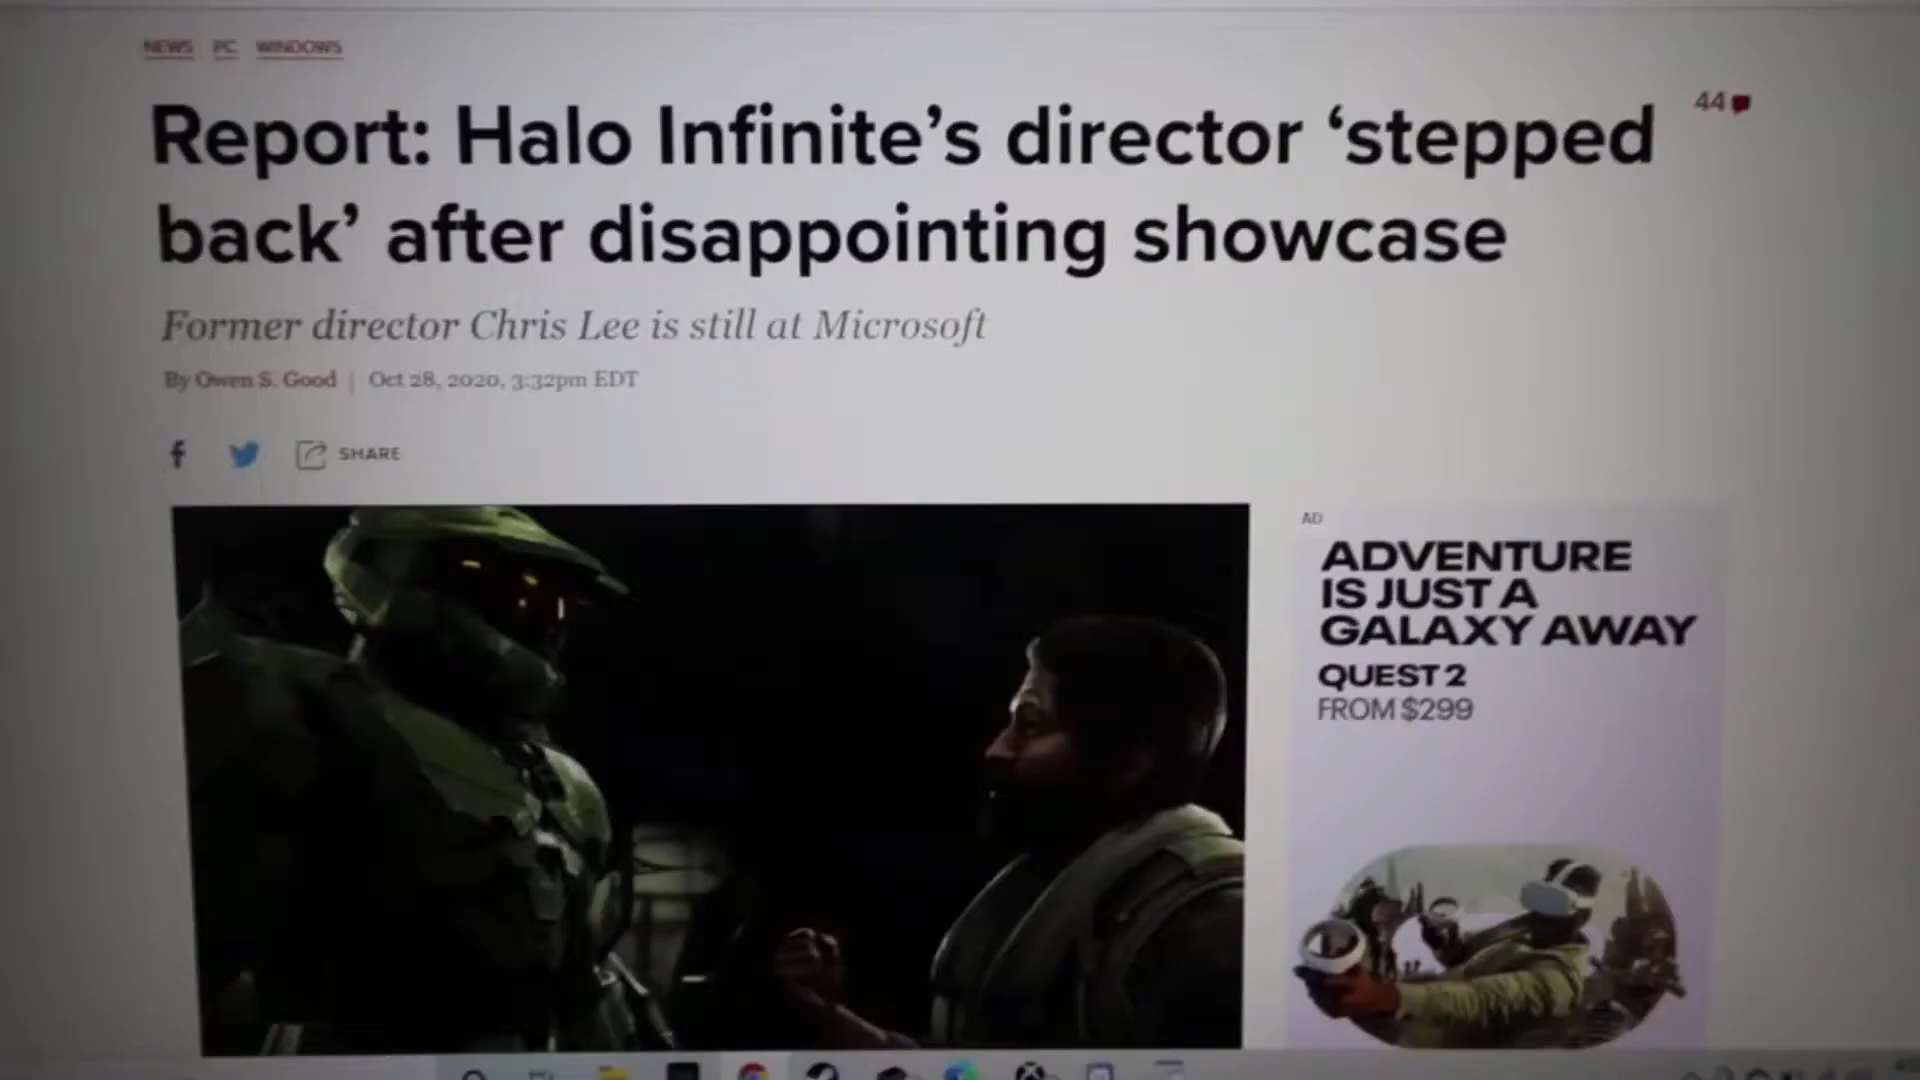 NEWS PC WINDOWS
Report: Halo Infinite’s director ‘stepped
back’ after disappointing showcase
44
Former director Chris Lee is still at Microsoft
By Owen S. Good | Oct 28, 2020, 3:32pm EDT
SHARE
AD
ADVENTURE
IS JUST A
GALAXY AWAY
QUEST 2
FROM $299